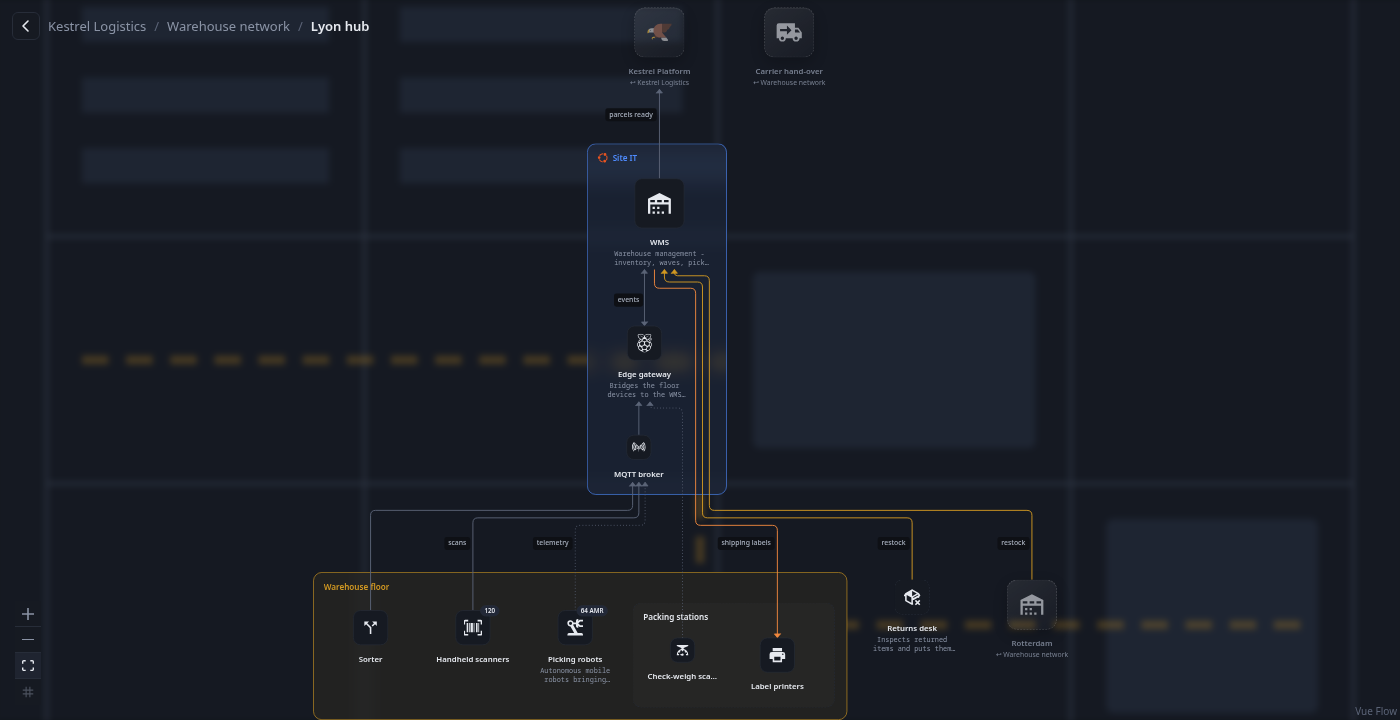 Kestrel Logistics / Warehouse network / Lyon hub
Kestrel Platform
↩ Kestrel Logistics
Carrier hand-over
↩ Warehouse network
parcels ready
Site IT
WMS
Warehouse management -
inventory, waves, pick…
events
Edge gateway
Bridges the floor
devices to the WMS…
MQTT broker
scans
telemetry
shipping labels
restock
restock
Warehouse floor
Sorter
120
Handheld scanners
64 AMR
Picking robots
Autonomous mobile
robots bringing…
Packing stations
Check-weigh sca…
Label printers
Returns desk
Inspects returned
items and puts them…
Rotterdam
↩ Warehouse network
Vue Flow